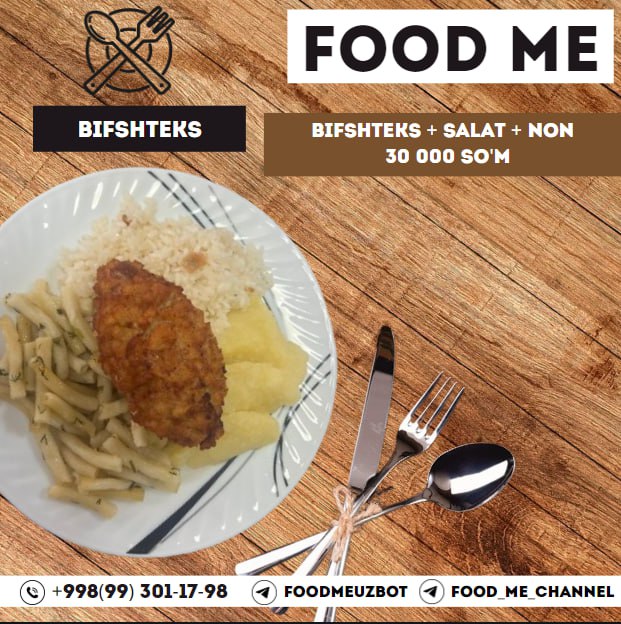 FOOD ME
BIFSHTEKS
BIFSHTEKS + SALAT + NON
30 000 SO'M
+998(99) 301-17-98
FOODMEUZBOT
FOOD_ME_CHANNEL